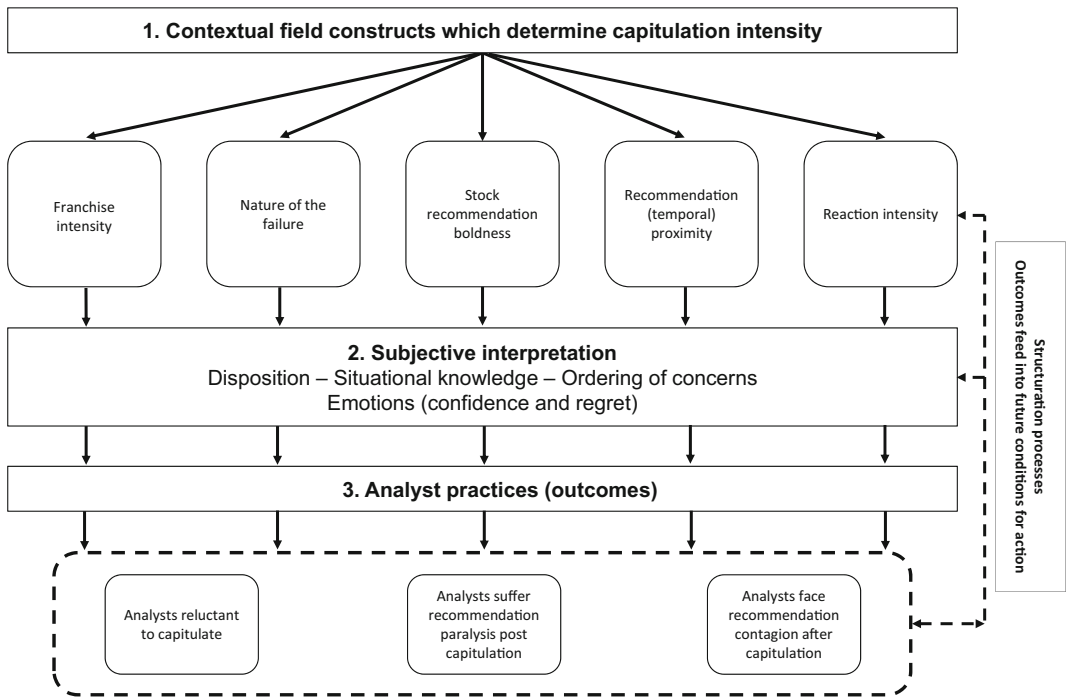 1. Contextual field constructs which determine capitulation intensity
Franchise
intensity
Nature of the
failure
Stock
recommendation
boldness
Recommendation
(temporal)
proximity
Reaction intensity
2. Subjective interpretation
Disposition – Situational knowledge – Ordering of concerns
Emotions (confidence and regret)
3. Analyst practices (outcomes)
Analysts reluctant
to capitulate
Analysts suffer
recommendation
paralysis post
capitulation
Analysts face
recommendation
contagion after
capitulation
Structuration processes
Outcomes feed into future conditions for action